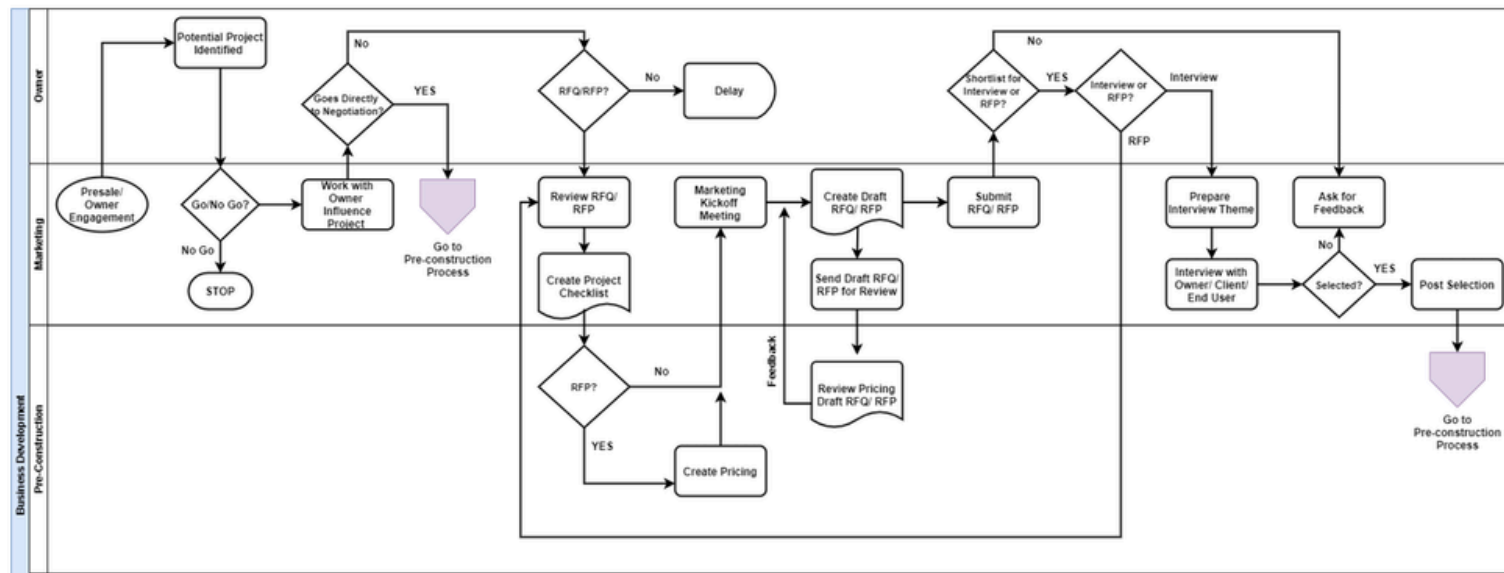 Business Development
Owner
Marketing
Pre-Construction
Potential Project
Identified
No
Goes Directly
to Negotiation?
YES
RFQ/RFP?
No
Delay
Shortlist for
Interview or
RFP?
No
YES
Interview or
RFP?
Interview
RFP
Presale/
Owner
Engagement
Go/No Go?
No Go
STOP
Work with
Owner
Influence
Project
Go to
Pre-construction
Process
Review RFQ/
RFP
Create Project
Checklist
Marketing
Kickoff
Meeting
Create Draft
RFQ/ RFP
Send Draft RFQ/
RFP for Review
Submit
RFQ/ RFP
Prepare
Interview Theme
Interview with
Owner/ Client/
End User
Ask for
Feedback
No
Selected?
YES
Post Selection
RFP?
No
YES
Create Pricing
Feedback
Review Pricing
Draft RFQ/ RFP
Go to
Pre-construction
Process